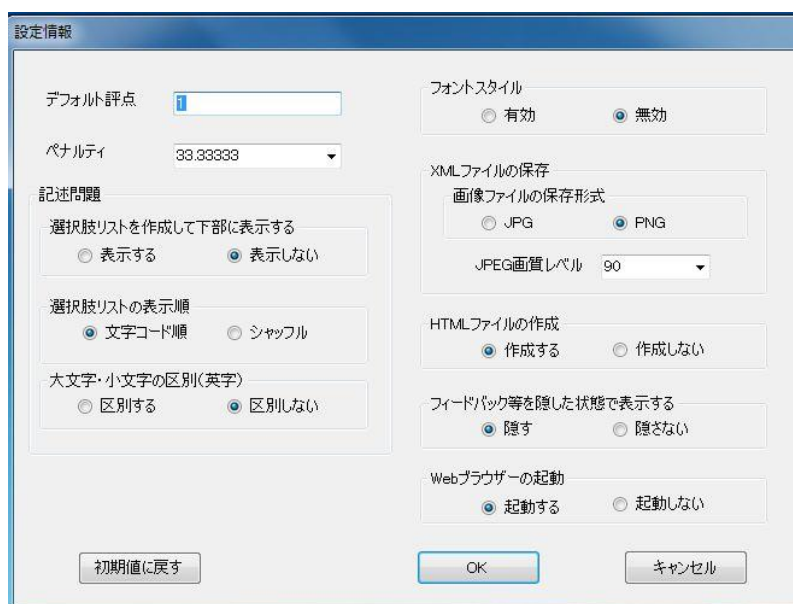 設定情報
デフォルト評点 1
ペナルティ 33.33333
記述問題
選択肢リストを作成して下部に表示する
表示する 表示しない
選択肢リストの表示順
文字コード順 シャッフル
大文字・小文字の区別(英字)
区別する 区別しない
フォントスタイル
有効 無効
XMLファイルの保存
画像ファイルの保存形式
JPG PNG
JPEG画質レベル 90
HTMLファイルの作成
作成する 作成しない
フィードバック等を隠した状態で表示する
隠す 隠さない
Webブラウザーの起動
起動する 起動しない
初期値に戻す OK キャンセル